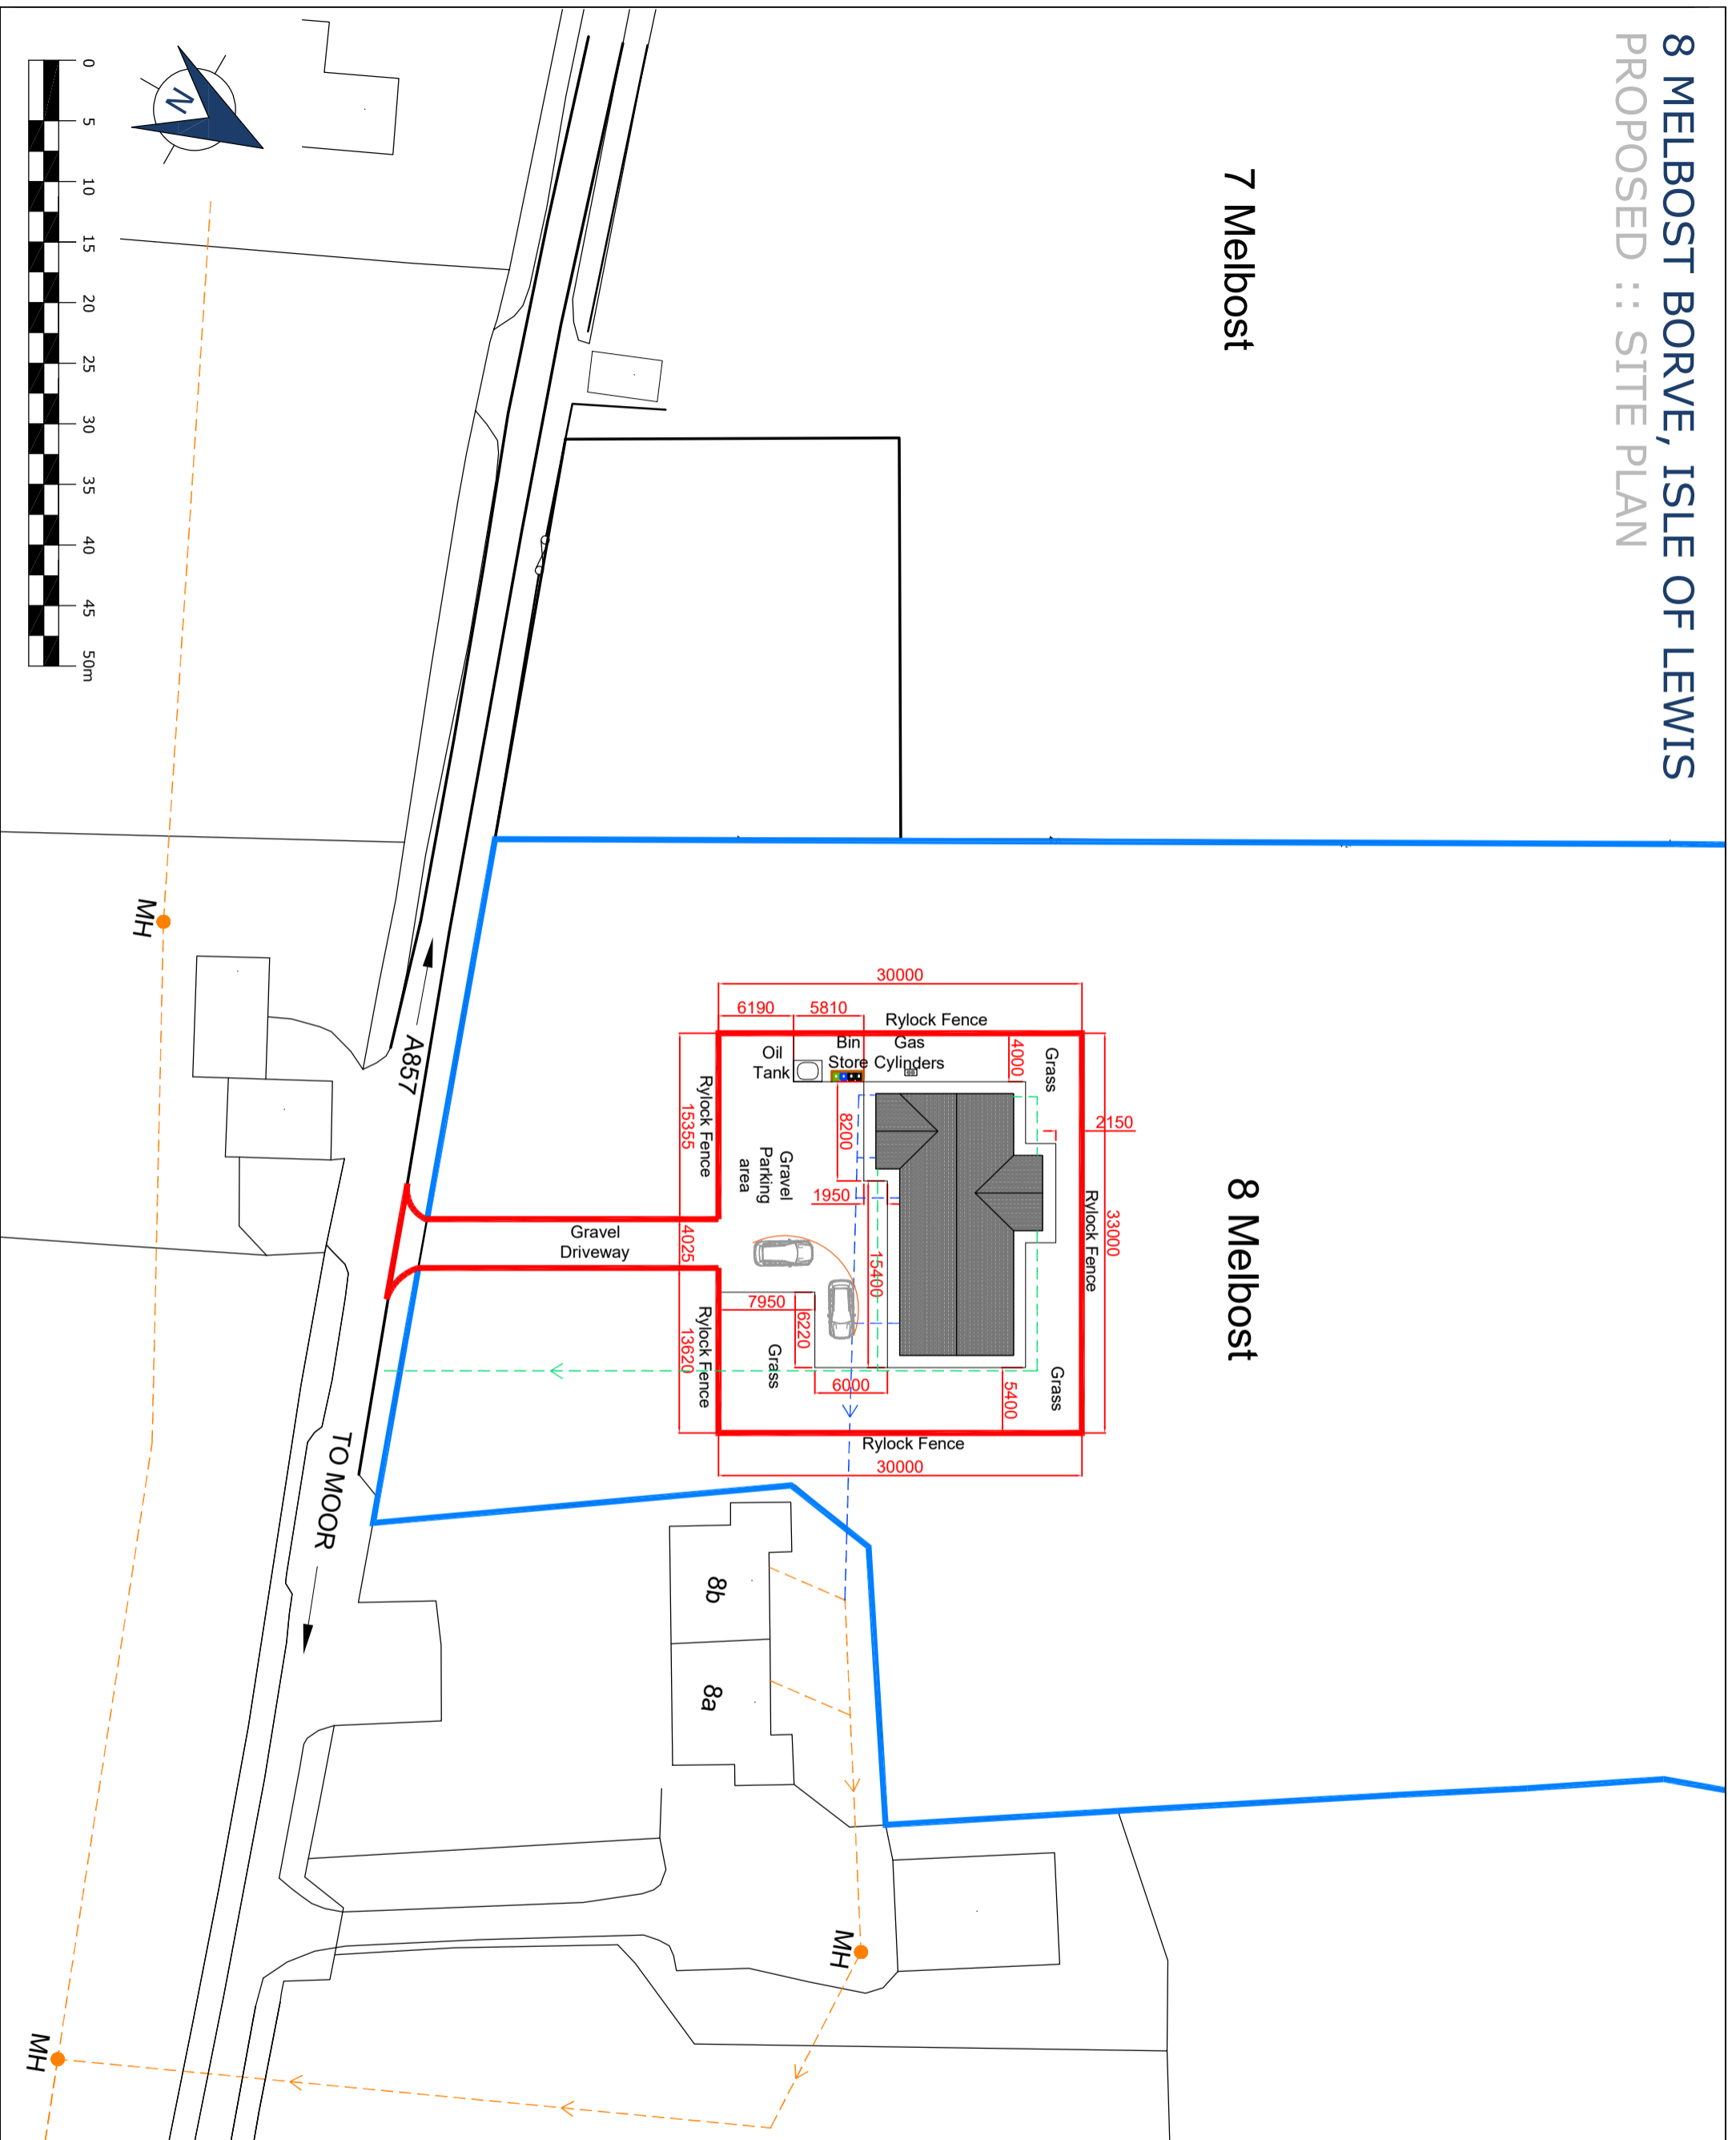 8 MELBOST BORVE, ISLE OF LEWIS
PROPOSED :: SITE PLAN
7 Melbost
8 Melbost
30000
6190
5810
Rylock Fence
Oil
Tank
Bin
Store
Gas
Cylinders
4000
Grass
2150
33000
Rylock Fence
Rylock Fence
15355
8200
Gravel
Parking
area
1950
15400
Gravel
Driveway
4025
7950
6220
Grass
6000
5400
Grass
Rylock Fence
13620
Rylock Fence
30000
A857
TO MOOR
8b
8a
MH
MH
MH
N
0
5
10
15
20
25
30
35
40
45
50m